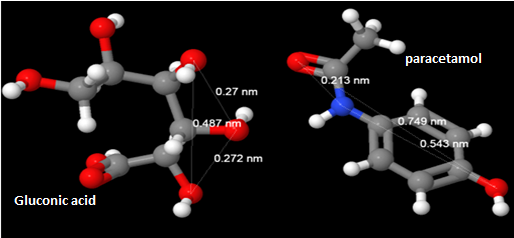 paracetamol
0.27 nm
0.213 nm
0.487 nm
0.749 nm
0.543 nm
0.272 nm
Gluconic acid